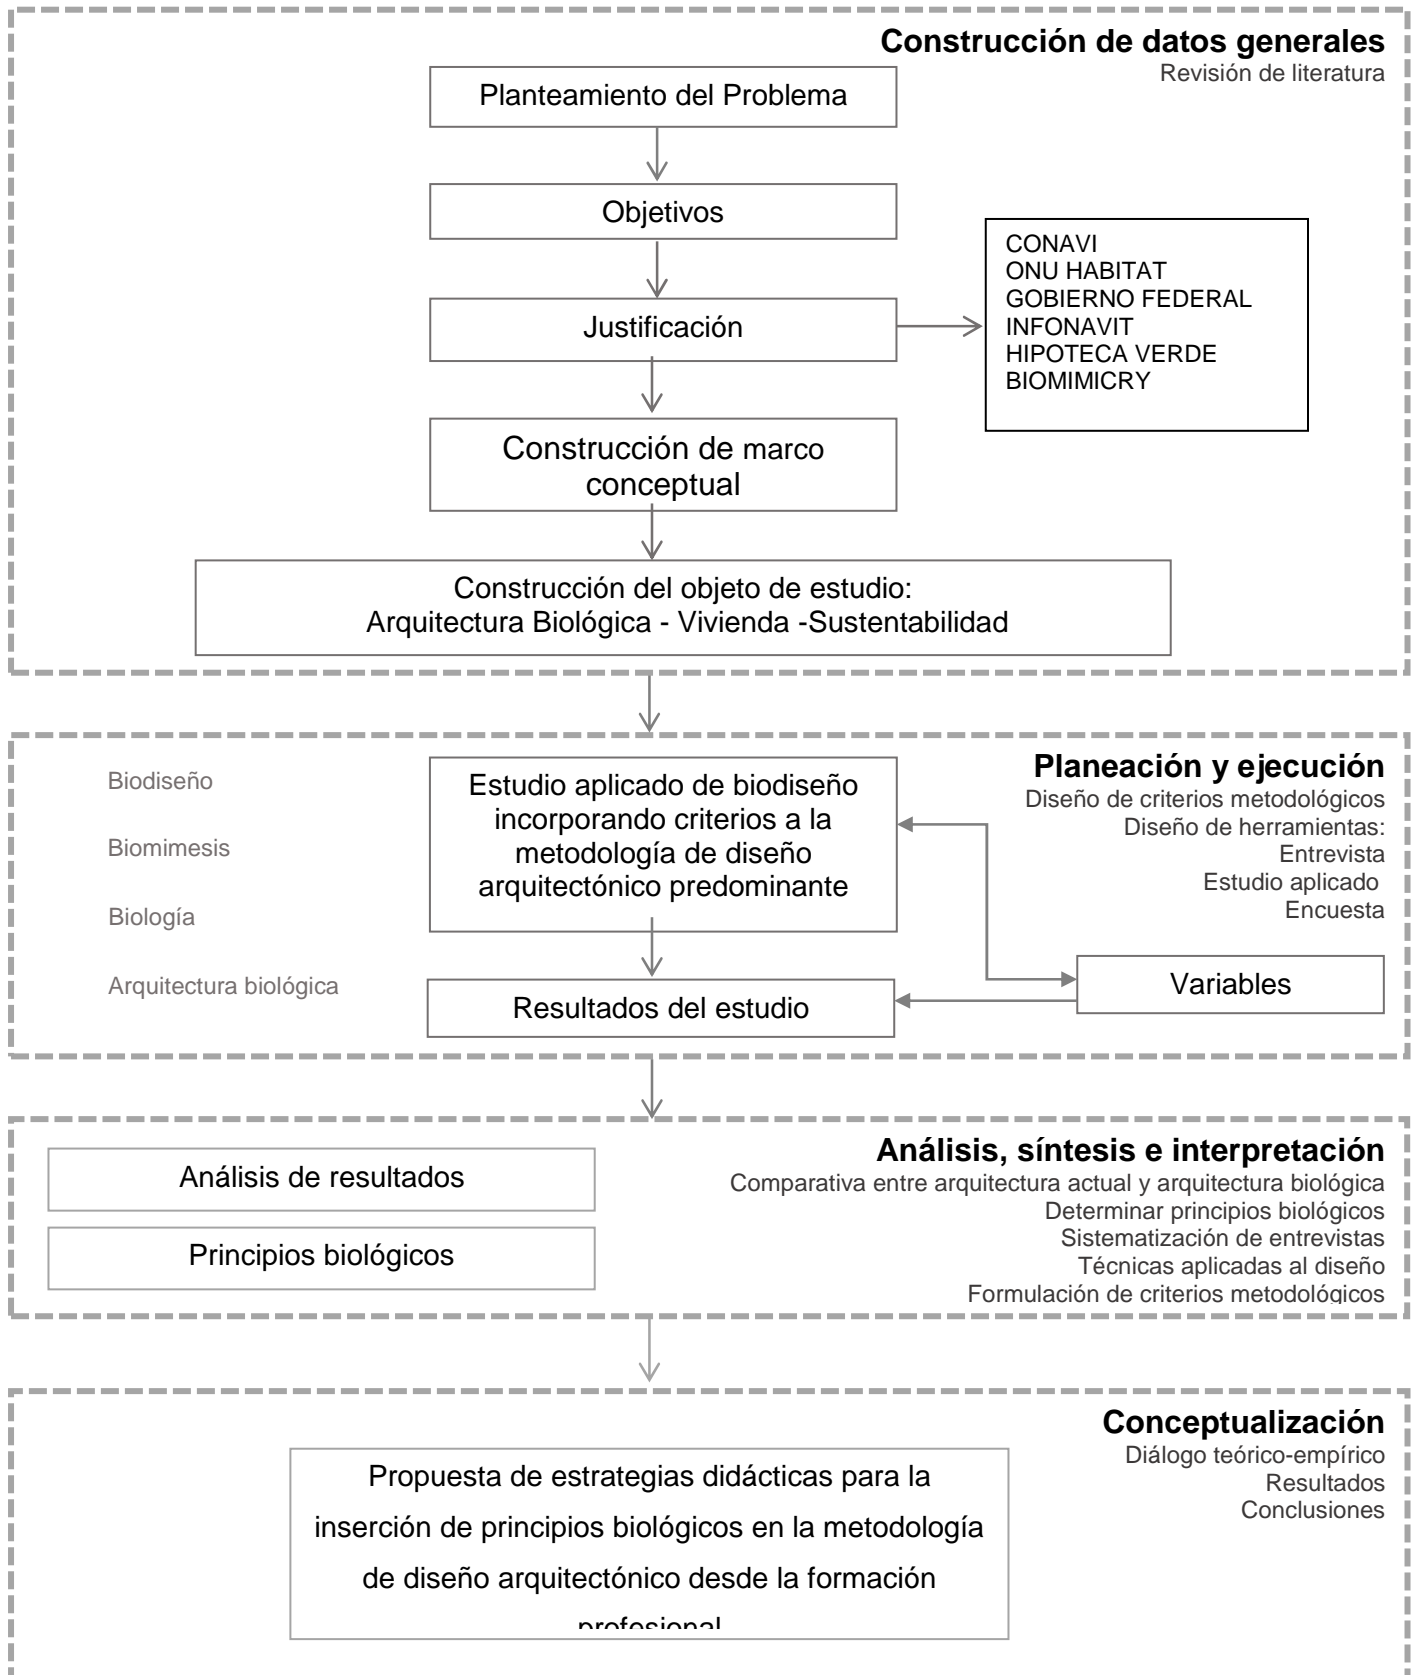 Construcción de datos generales
Revisión de literatura
Planteamiento del Problema
Objetivos
Justificación
CONAVI
ONU HABITAT
GOBIERNO FEDERAL
INFONAVIT
HIPOTECA VERDE
BIOMIMICRY
Construcción de marco
conceptual
Construcción del objeto de estudio:
Arquitectura Biológica - Vivienda -Sustentabilidad
Planeación y ejecución
Diseño de criterios metodológicos
Diseño de herramientas:
Entrevista
Estudio aplicado
Encuesta
Biodiseño
Biomimesis
Biología
Arquitectura biológica
Estudio aplicado de biodiseño
incorporando criterios a la
metodología de diseño
arquitectónico predominante
Variables
Resultados del estudio
Análisis, síntesis e interpretación
Comparativa entre arquitectura actual y arquitectura biológica
Determinar principios biológicos
Sistematización de entrevistas
Técnicas aplicadas al diseño
Formulación de criterios metodológicos
Análisis de resultados
Principios biológicos
Conceptualización
Diálogo teórico-empírico
Resultados
Conclusiones
Propuesta de estrategias didácticas para la
inserción de principios biológicos en la metodología
de diseño arquitectónico desde la formación
profesional